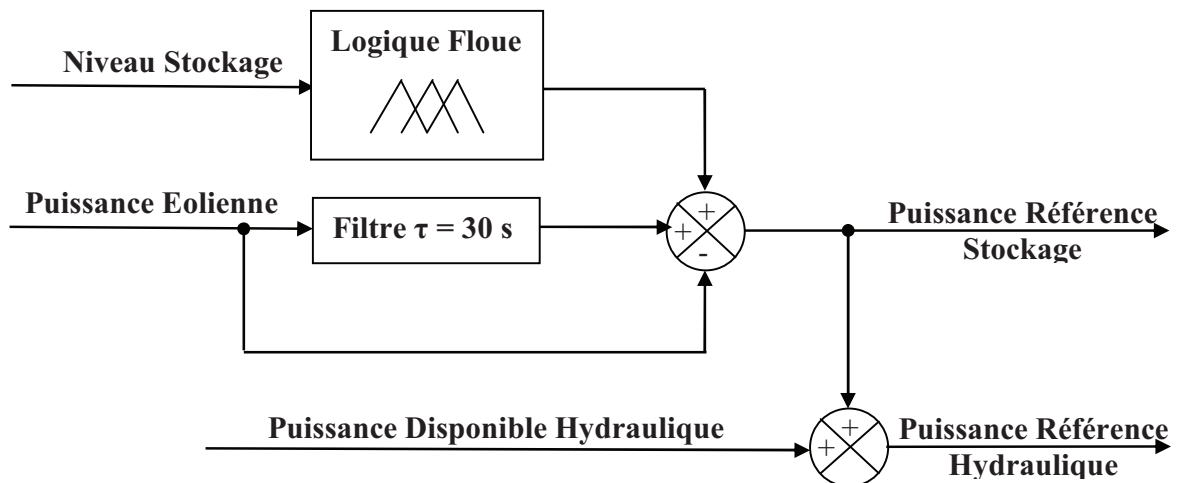 Logique Floue
Niveau Stockage
Puissance Eolienne
Filtre τ = 30 s
+
+
-
Puissance Référence
Stockage
Puissance Disponible Hydraulique
+
+
Puissance Référence
Hydraulique